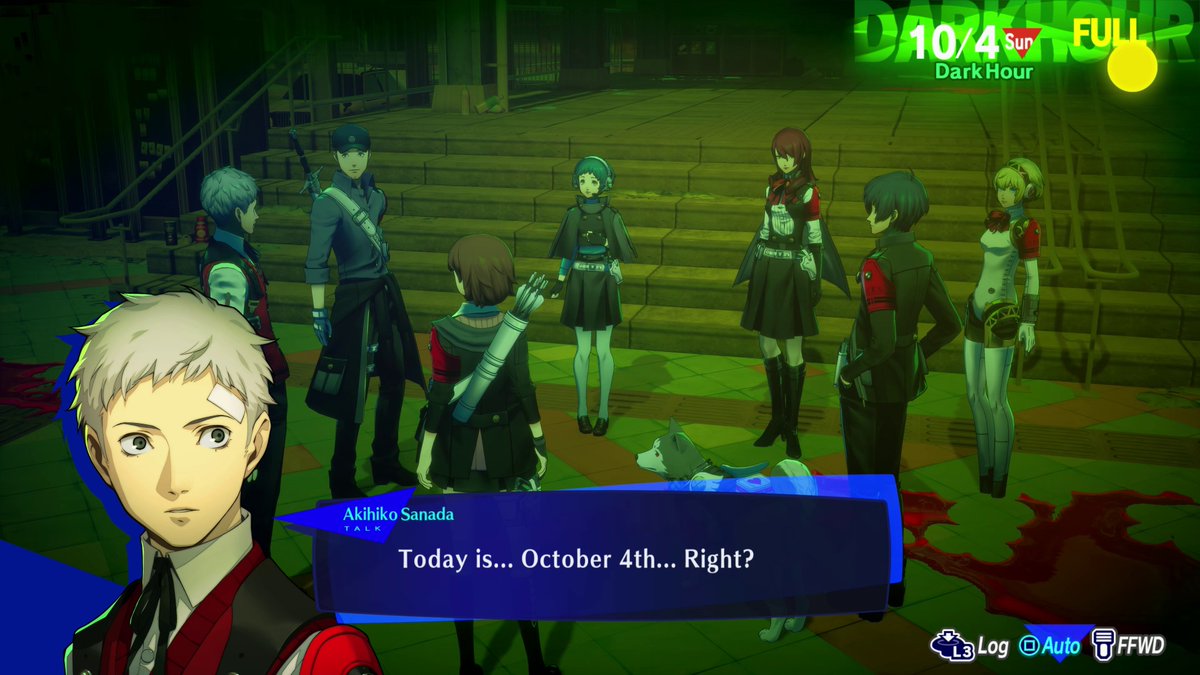 DARK HOUR
10/4 Sun
FULL
Dark Hour
Akihiko Sanada
TALK
Today is... October 4th... Right?
L3 Log Auto FFWD